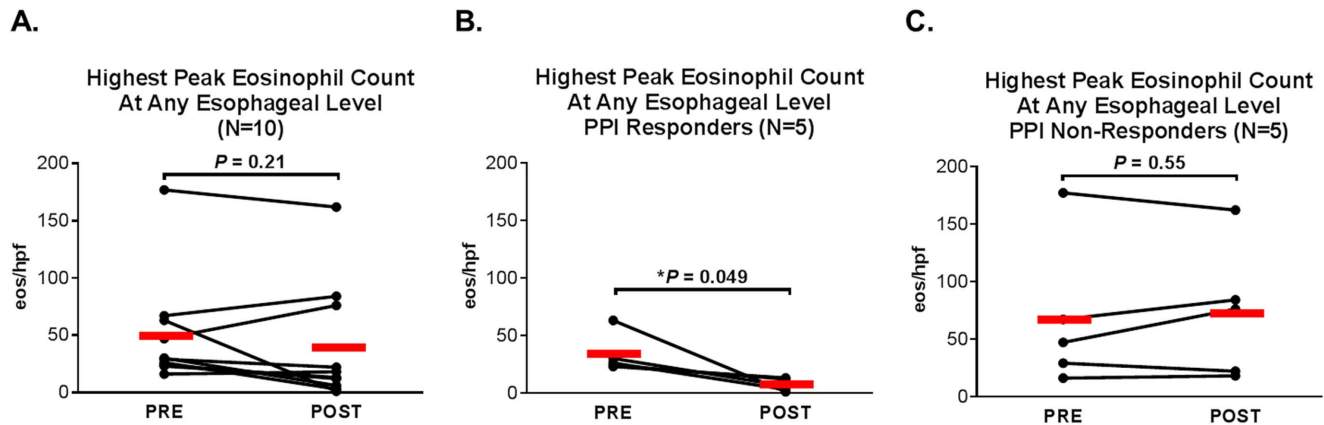 A.
Highest Peak Eosinophil Count
At Any Esophageal Level
(N=10)
P = 0.21
200
150
100
50
0
eos/hpf
PRE
POST
B.
Highest Peak Eosinophil Count
At Any Esophageal Level
PPI Responders (N=5)
200
150
100
50
0
eos/hpf
*P = 0.049
PRE
POST
C.
Highest Peak Eosinophil Count
At Any Esophageal Level
PPI Non-Responders (N=5)
P = 0.55
200
150
100
50
0
eos/hpf
PRE
POST